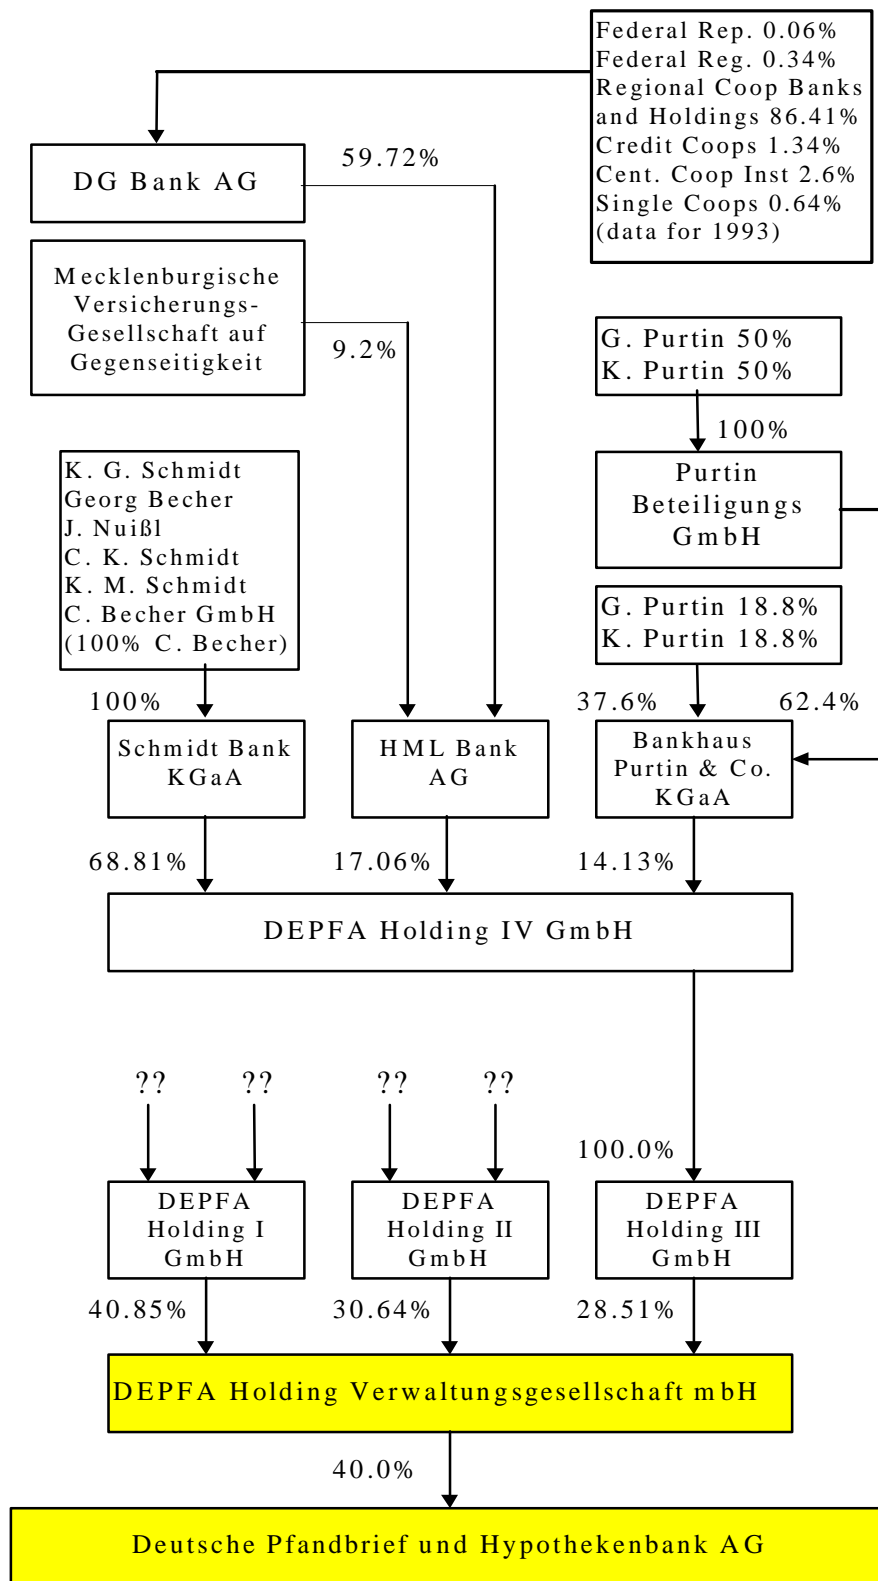 Federal Rep. 0.06%
Federal Reg. 0.34%
Regional Coop Banks
and Holdings 86.41%
Credit Coops 1.34%
Cent. Coop Inst 2.6%
Single Coops 0.64%
(data for 1993)
DG Bank AG
59.72%
Mecklenburgische
Versicherungs-
Gesellschaft auf
Gegenseitigkeit
9.2%
G. Purtin 50%
K. Purtin 50%
100%
Purtin
Beteiligungs
GmbH
K. G. Schmidt
Georg Becher
J. Nuißl
C. K. Schmidt
K. M. Schmidt
C. Becher GmbH
(100% C. Becher)
G. Purtin 18.8%
K. Purtin 18.8%
100%
37.6%
62.4%
Schmidt Bank
KGaA
HML Bank
AG
Bankhaus
Purtin & Co.
KGaA
68.81%
17.06%
14.13%
DEPFA Holding IV GmbH
??
??
??
??
100.0%
DEPFA
Holding I
GmbH
DEPFA
Holding II
GmbH
DEPFA
Holding III
GmbH
40.85%
30.64%
28.51%
DEPFA Holding Verwaltungsgesellschaft mbH
40.0%
Deutsche Pfandbrief und Hypothekenbank AG